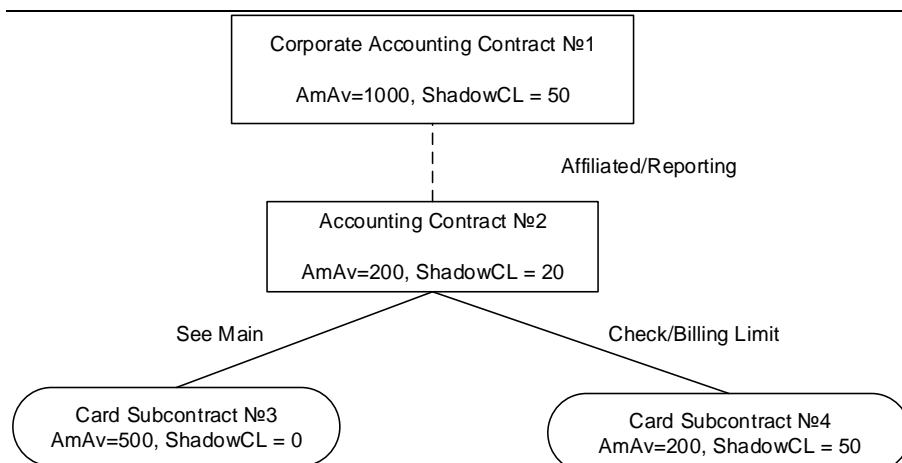 Corporate Accounting Contract №1
AmAv=1000, ShadowCL = 50
Affiliated/Reporting
Accounting Contract №2
AmAv=200, ShadowCL = 20
See Main
Check/Billing Limit
Card Subcontract №3
AmAv=500, ShadowCL = 0
Card Subcontract №4
AmAv=200, ShadowCL = 50